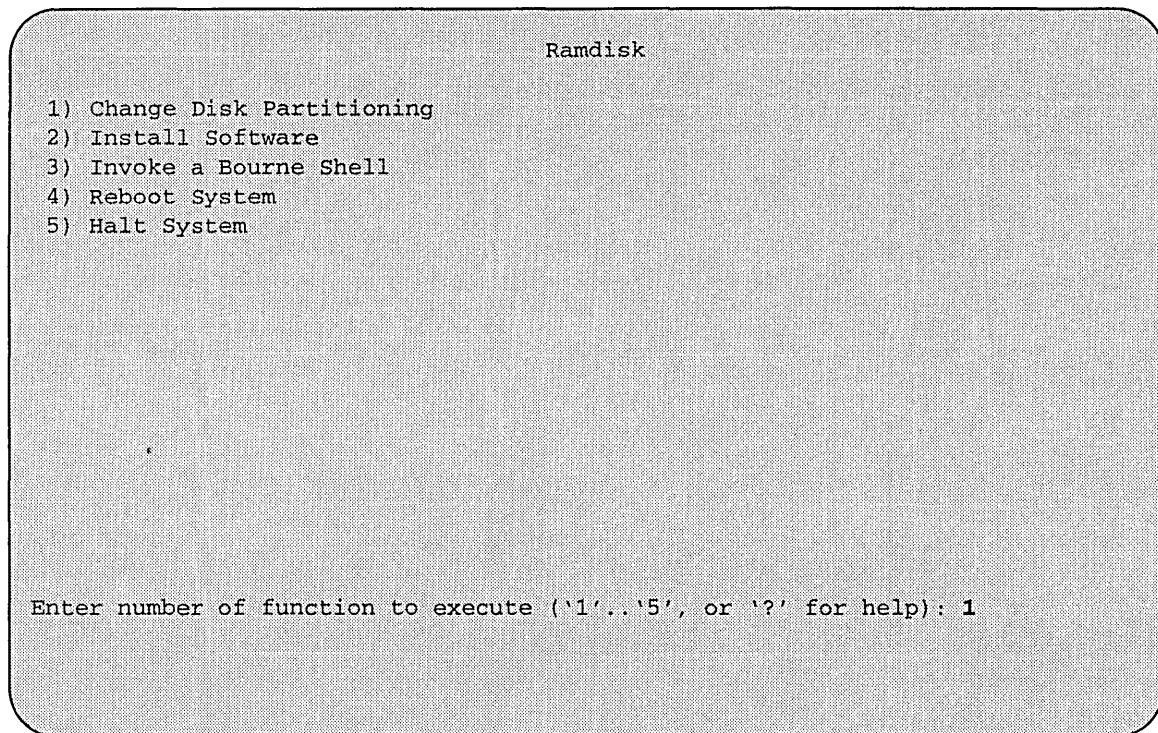 Ramdisk
1) Change Disk Partitioning
2) Install Software
3) Invoke a Bourne Shell
4) Reboot System
5) Halt System
Enter number of function to execute (‘1’..‘5’, or ‘?’ for help): 1